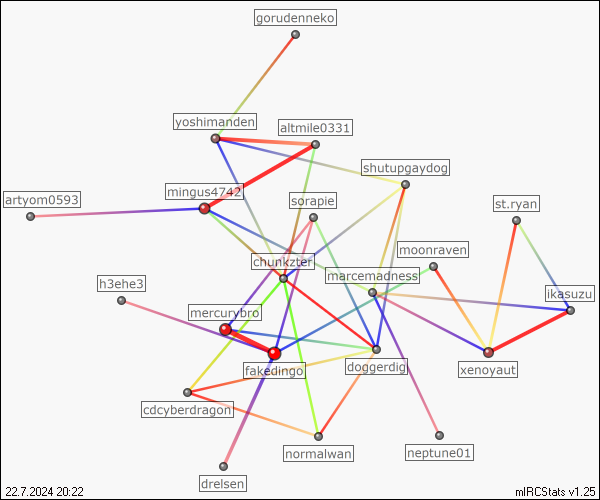 gorudenneko
yoshimanden
altmile0331
shutupgaydog
mingus4742
artyom0593
sorapie
st.ryan
moonraven
chunkzter
marcemadness
h3ehe3
ikasuzu
mercurybro
fakedingo
doggerdig
xenoyaut
cdcyberdragon
normalwan
neptune01
drelsen
22.7.2024 20:22
mIRCStats v1.25